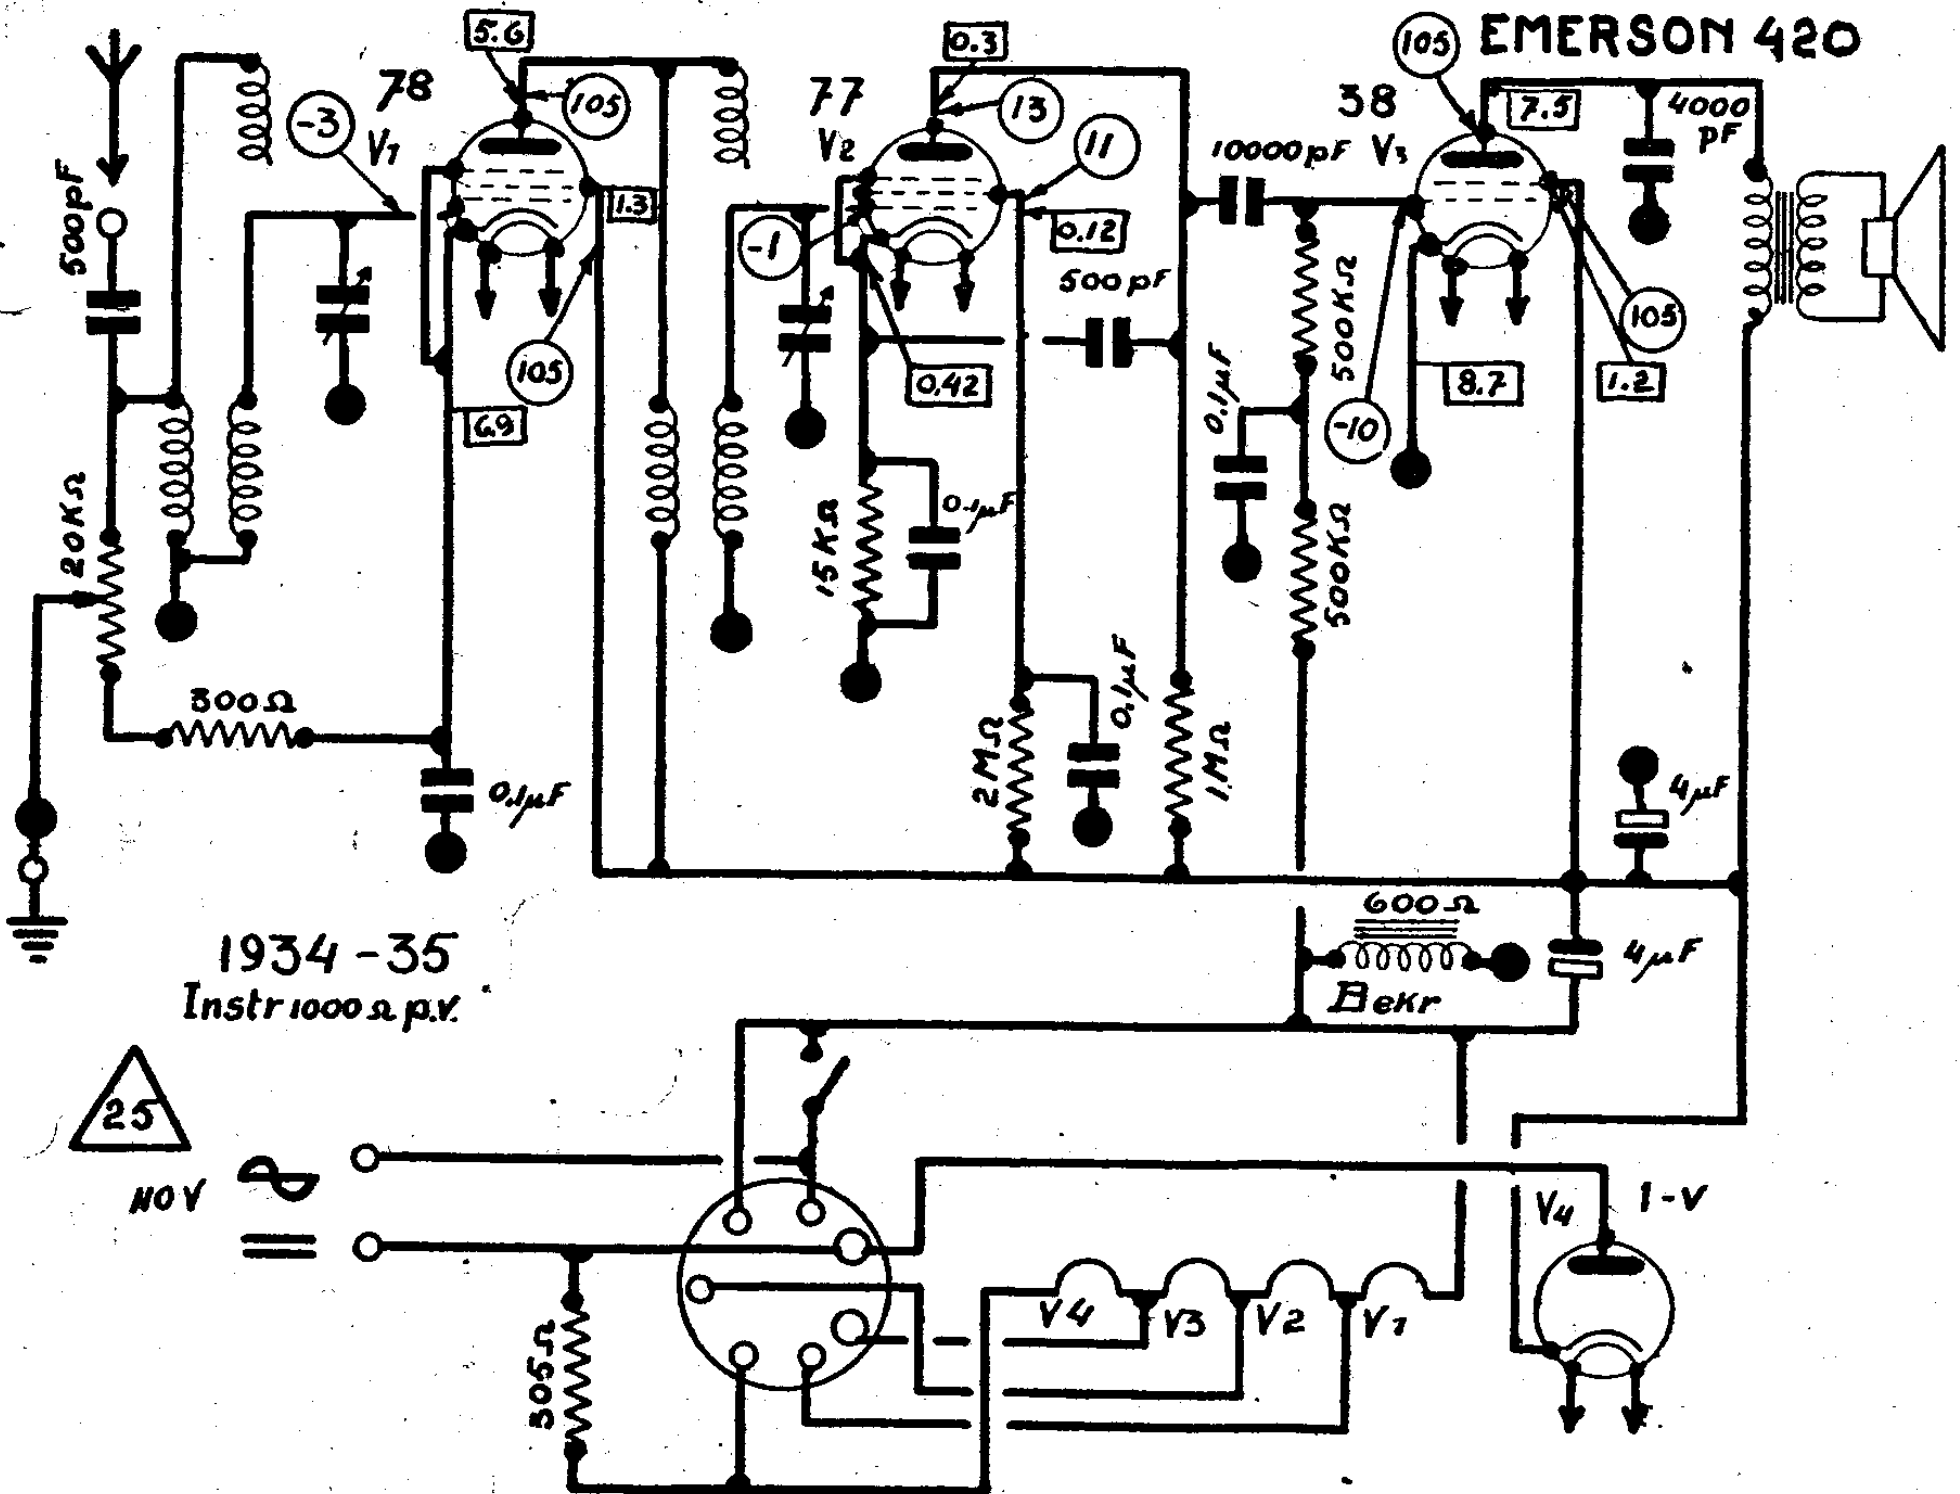 EMERSON 420
5.6
0.3
105
78
V1
-3
105
77
V2
13
11
38
V3
7.5
4000
pF
500pF
1.3
-1
0.12
10000pF
500pF
105
0.42
500KΩ
105
8.7
1.2
6.9
0.1µF
-10
20KΩ
15KΩ
0.1µF
500KΩ
300Ω
0.1µF
2MΩ
0.1µF
1MΩ
4µF
600Ω
Bekr
4µF
1934-35
Instr 1000Ω p.v.
25
110V
V4
1-V
305Ω
V4
V3
V2
V1